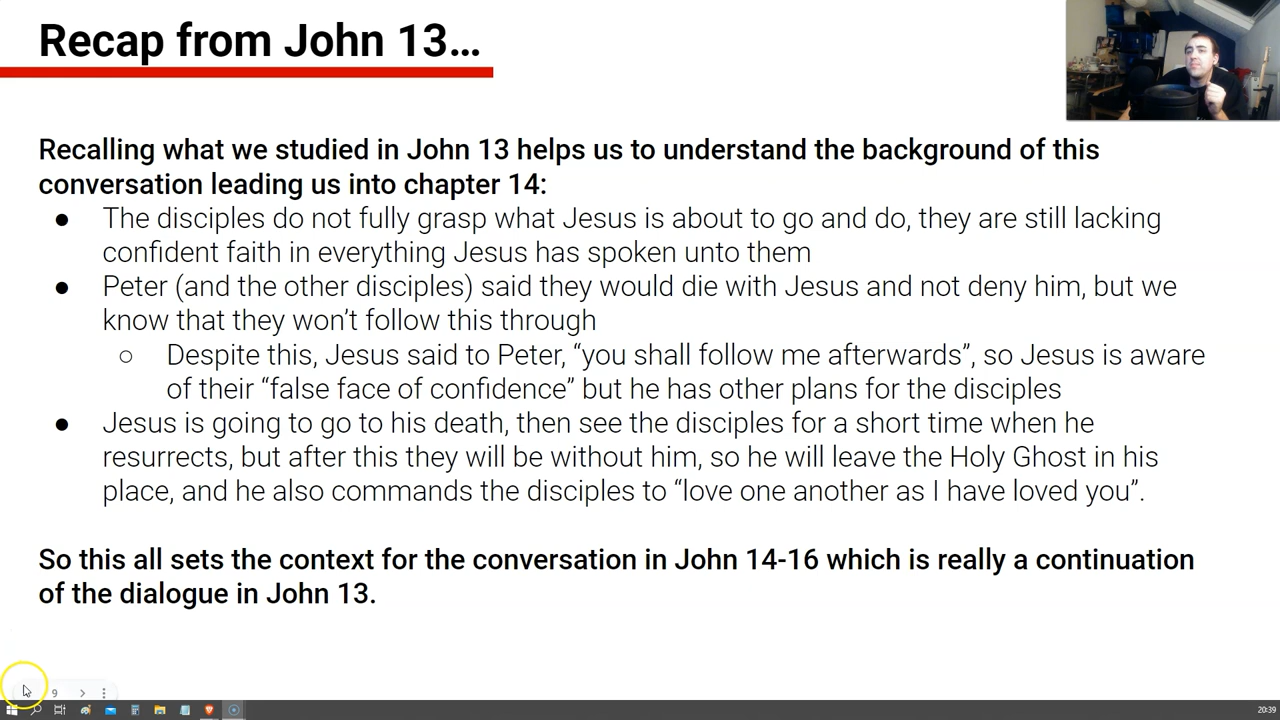 Recap from John 13…
Recalling what we studied in John 13 helps us to understand the background of this
conversation leading us into chapter 14:
● The disciples do not fully grasp what Jesus is about to go and do, they are still lacking
confident faith in everything Jesus has spoken unto them
● Peter (and the other disciples) said they would die with Jesus and not deny him, but we
know that they won’t follow this through
○ Despite this, Jesus said to Peter, “you shall follow me afterwards”, so Jesus is aware
of their “false face of confidence” but he has other plans for the disciples
● Jesus is going to go to his death, then see the disciples for a short time when he
resurrects, but after this they will be without him, so he will leave the Holy Ghost in his
place, and he also commands the disciples to “love one another as I have loved you”.
So this all sets the context for the conversation in John 14-16 which is really a continuation
of the dialogue in John 13.
9
20:39